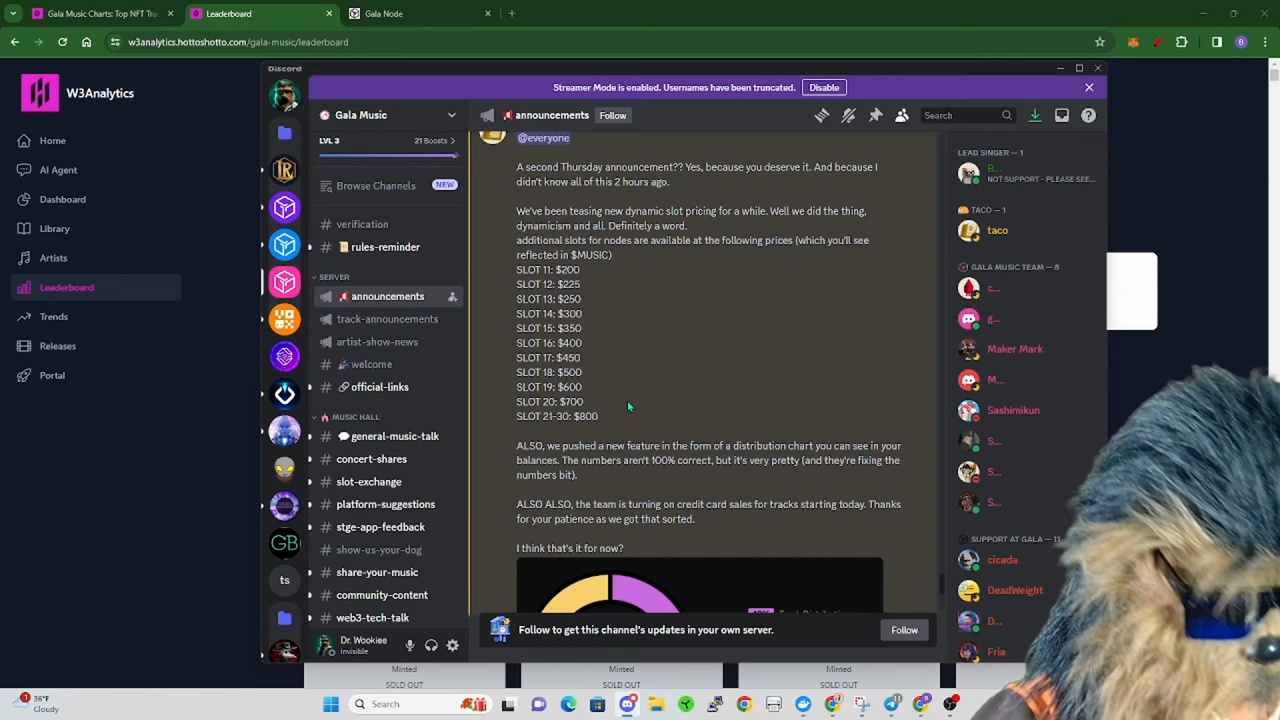 Gala Music Charts: Top NFT Tra
Leaderboard
Gala Node
w3analytics.hottoshotto.com/gala-music/leaderboard
B
W3Analytics
Home
AI Agent
Dashboard
Library
Artists
Leaderboard
Trends
Releases
Portal
Discord
Streamer Mode is enabled. Usernames have been truncated.
Disable
Gala Music
LVL 3
21 Boosts
Browse Channels
NEW
verification
rules-reminder
SERVER
announcements
track-announcements
artist-show-news
welcome
official-links
MUSIC HALL
general-music-talk
concert-shares
slot-exchange
platform-suggestions
stge-app-feedback
show-us-your-dog
share-your-music
community-content
web3-tech-talk
GB
ts
Dr. Wookiee
Invisible
announcements
Follow
Search
@everyone
A second Thursday announcement?? Yes, because you deserve it. And because I
didn't know all of this 2 hours ago.
We've been teasing new dynamic slot pricing for a while. Well we did the thing,
dynamicism and all. Definitely a word.
additional slots for nodes are available at the following prices (which you'll see
reflected in $MUSIC)
SLOT 11: $200
SLOT 12: $225
SLOT 13: $250
SLOT 14: $300
SLOT 15: $350
SLOT 16: $400
SLOT 17: $450
SLOT 18: $500
SLOT 19: $600
SLOT 20: $700
SLOT 21-30: $800
ALSO, we pushed a new feature in the form of a distribution chart you can see in your
balances. The numbers aren't 100% correct, but it's very pretty (and they're fixing the
numbers bit).
ALSO ALSO, the team is turning on credit card sales for tracks starting today. Thanks
for your patience as we got that sorted.
I think that's it for now?
Follow to get this channel's updates in your own server.
Follow
LEAD SINGER — 1
B...
NOT SUPPORT - PLEASE SEE...
TACO — 1
taco
GALA MUSIC TEAM — 8
c...
g...
Maker Mark
M...
Sashimikun
S...
S...
S...
SUPPORT AT GALA — 11
cicada
DeadWeight
D...
Fria
Minted
SOLD OUT
Minted
SOLD OUT
Minted
SOLD OUT
36°F
Cloudy
Search